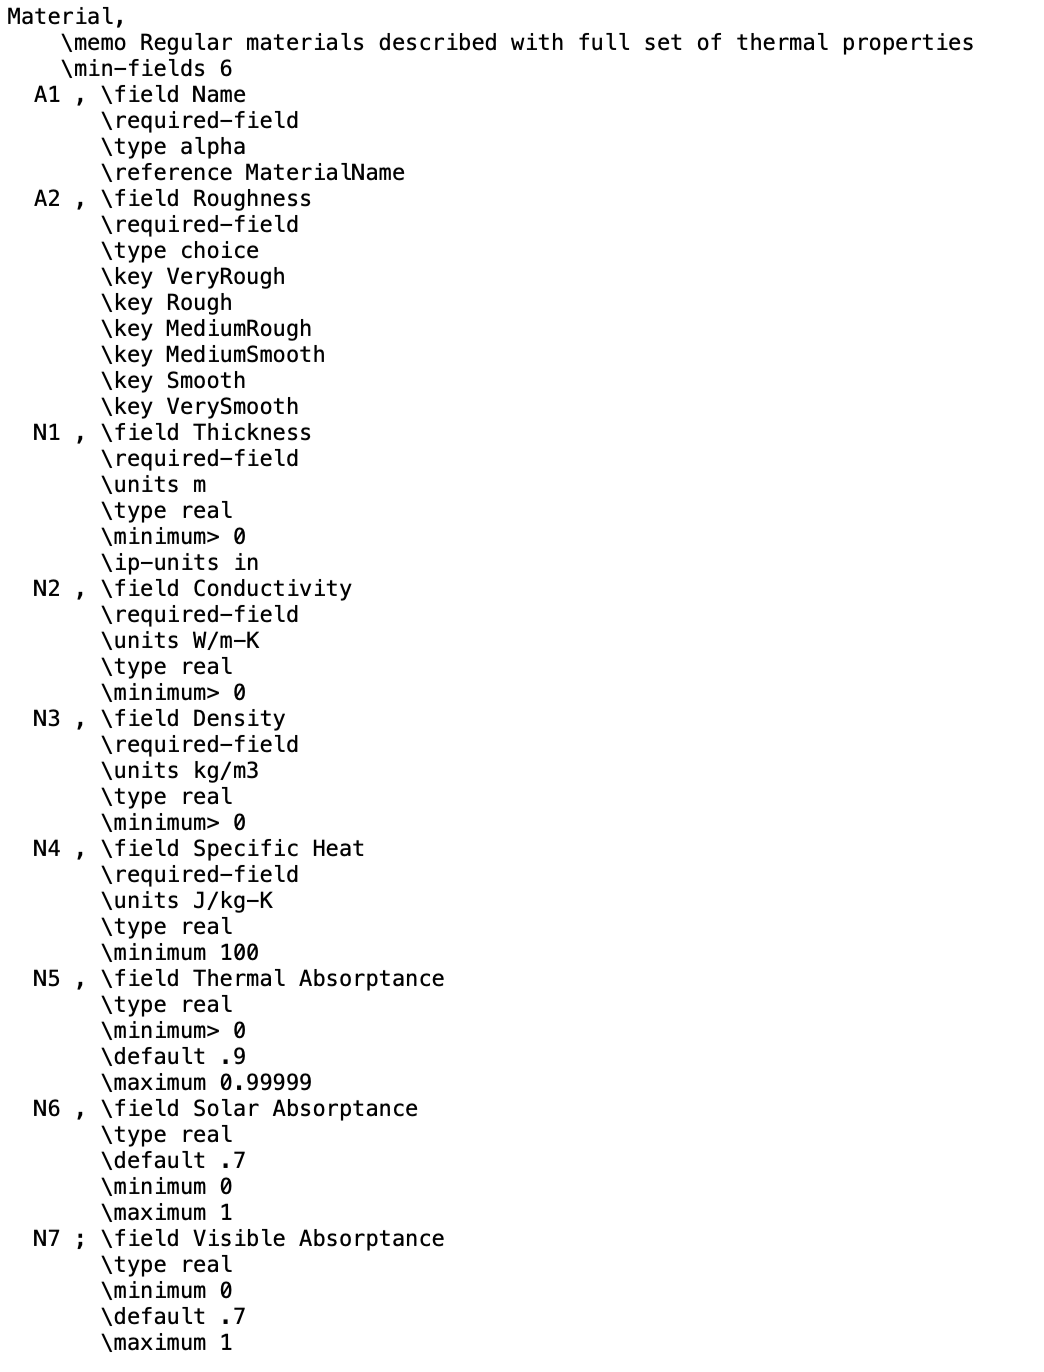 Material,
\memo Regular materials described with full set of thermal properties
\min-fields 6
A1 , \field Name
\required-field
\type alpha
\reference MaterialName
A2 , \field Roughness
\required-field
\type choice
\key VeryRough
\key Rough
\key MediumRough
\key MediumSmooth
\key Smooth
\key VerySmooth
N1 , \field Thickness
\required-field
\units m
\type real
\minimum> 0
\ip-units in
N2 , \field Conductivity
\required-field
\units W/m-K
\type real
\minimum> 0
N3 , \field Density
\required-field
\units kg/m3
\type real
\minimum> 0
N4 , \field Specific Heat
\required-field
\units J/kg-K
\type real
\minimum 100
N5 , \field Thermal Absorptance
\type real
\minimum> 0
\default .9
\maximum 0.99999
N6 , \field Solar Absorptance
\type real
\default .7
\minimum 0
\maximum 1
N7 ; \field Visible Absorptance
\type real
\minimum 0
\default .7
\maximum 1